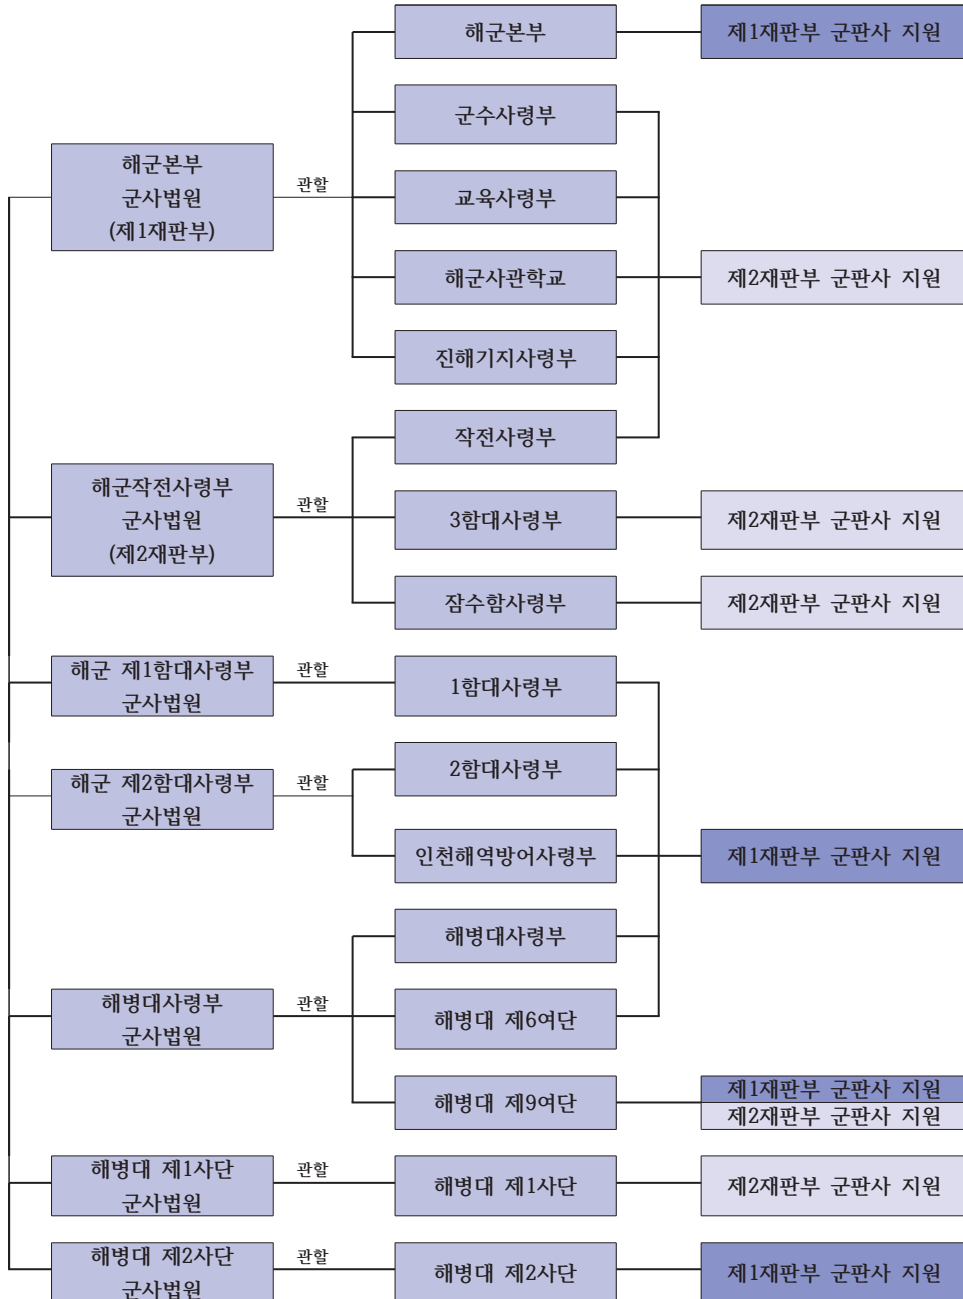 해군본부
제1재판부 군판사 지원
군수사령부
해군본부
군사법원
(제1재판부)
관할
교육사령부
해군사관학교
제2재판부 군판사 지원
진해기지사령부
작전사령부
해군작전사령부
군사법원
(제2재판부)
관할
3함대사령부
제2재판부 군판사 지원
잠수함사령부
제2재판부 군판사 지원
해군 제1함대사령부
군사법원
관할
1함대사령부
해군 제2함대사령부
군사법원
관할
2함대사령부
인천해역방어사령부
제1재판부 군판사 지원
해병대사령부
해병대사령부
군사법원
관할
해병대 제6여단
해병대 제9여단
제1재판부 군판사 지원
제2재판부 군판사 지원
해병대 제1사단
군사법원
관할
해병대 제1사단
제2재판부 군판사 지원
해병대 제2사단
군사법원
관할
해병대 제2사단
제1재판부 군판사 지원